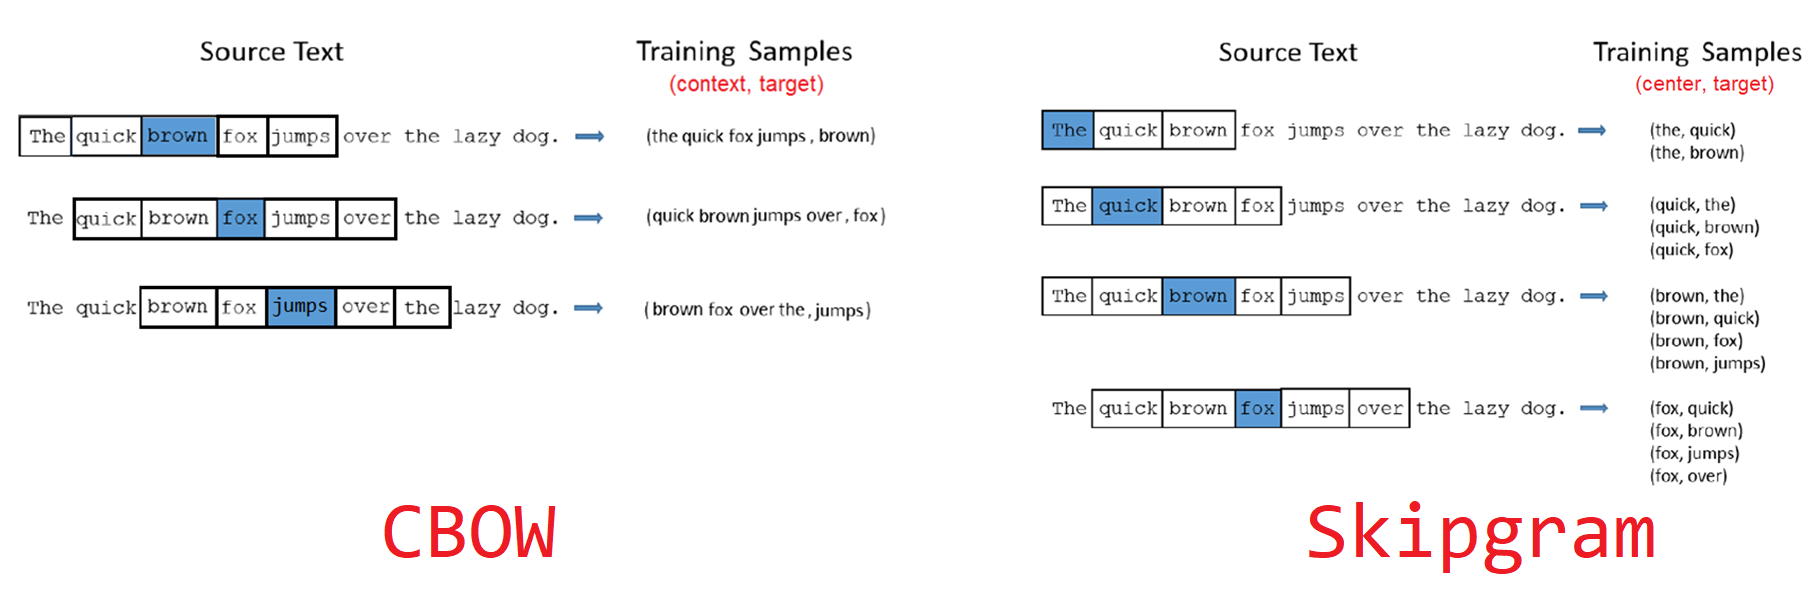 Source Text
Training Samples
(context, target)
The quick brown fox jumps over the lazy dog.
(the quick fox jumps , brown)
The quick brown fox jumps over the lazy dog.
(quick brown jumps over , fox)
The quick brown fox jumps over the lazy dog.
( brown fox over the , jumps)
CBOW
Source Text
Training Samples
(center, target)
The quick brown fox jumps over the lazy dog.
(the, quick)
(the, brown)
The quick brown fox jumps over the lazy dog.
(quick, the)
(quick, brown)
(quick, fox)
The quick brown fox jumps over the lazy dog.
(brown, the)
(brown, quick)
(brown, fox)
(brown, jumps)
The quick brown fox jumps over the lazy dog.
(fox, quick)
(fox, brown)
(fox, jumps)
(fox, over)
Skipgram